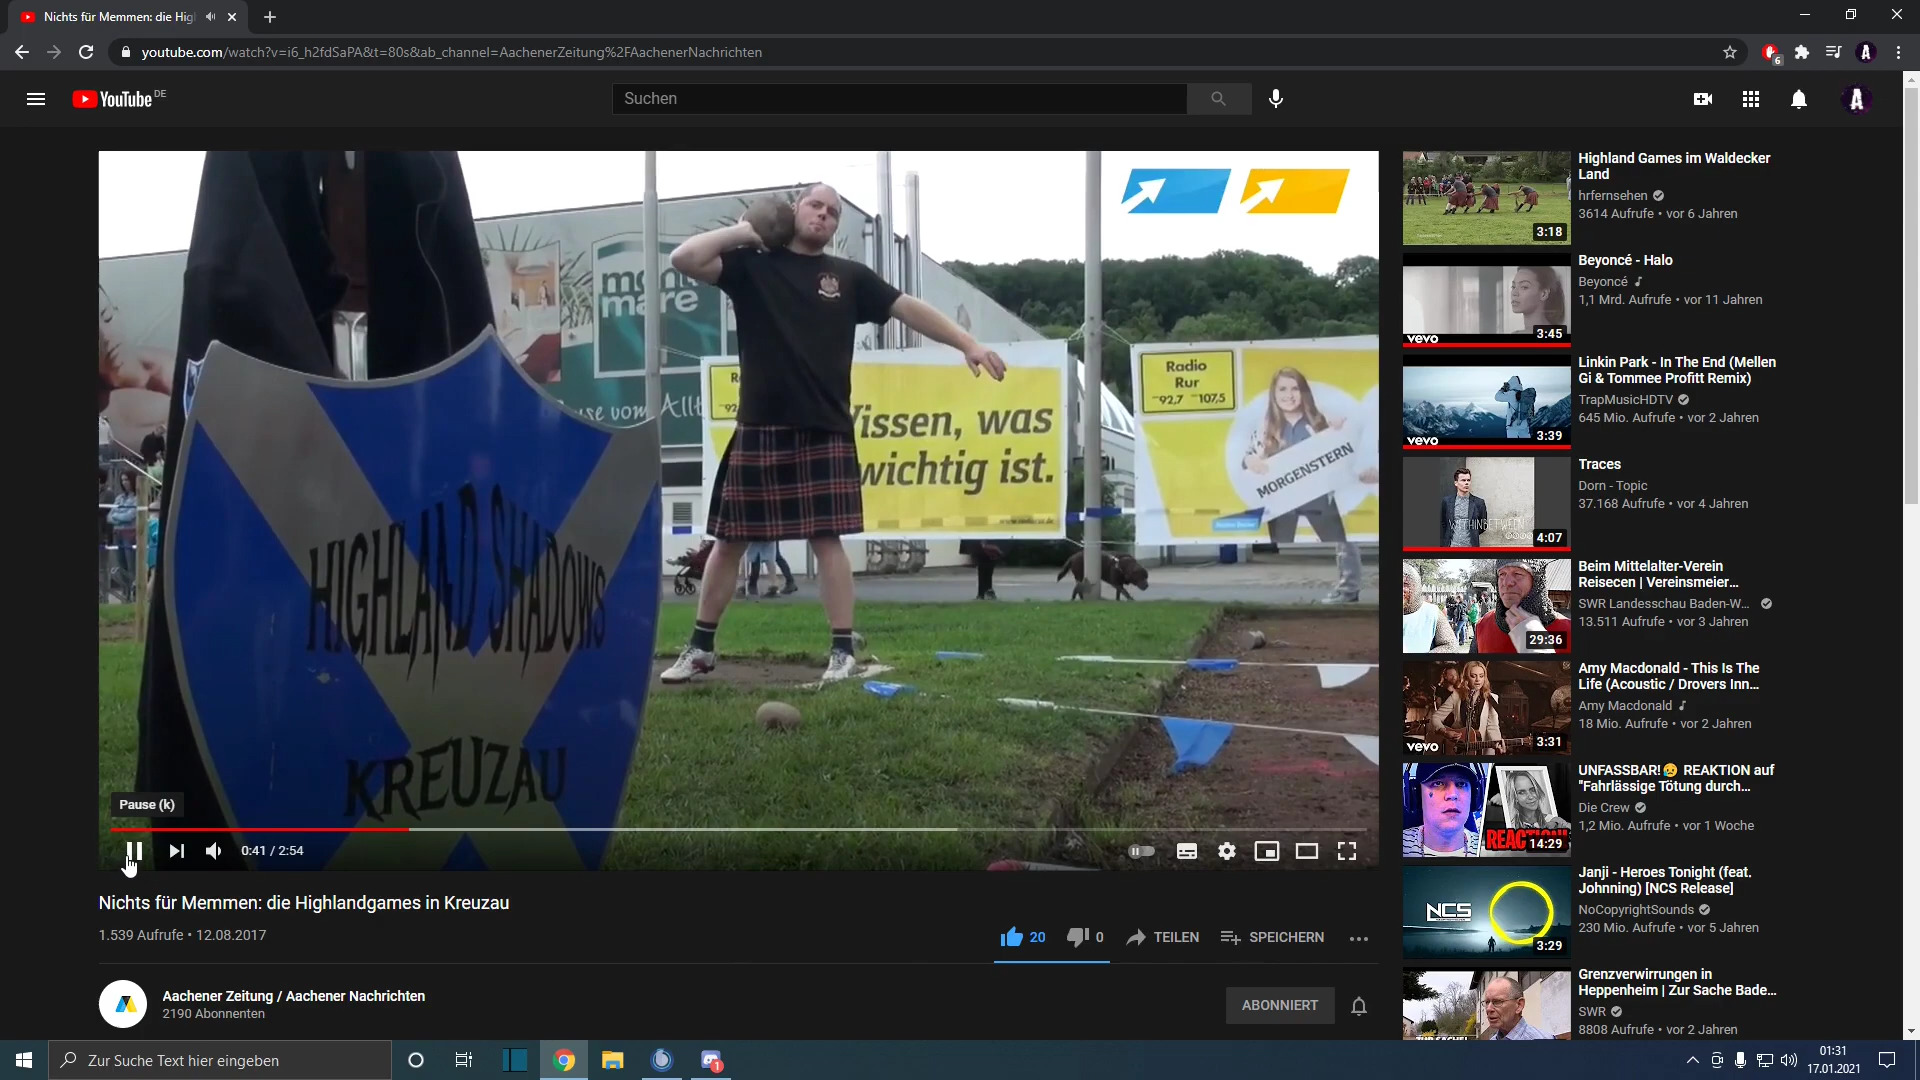 Nichts für Memmen: die Hig
youtube.com/watch?v=i6_h2fdSaPA&t=80s&ab_channel=AachenerZeitung%2FAachenerNachrichten
6
YouTube DE
Suchen
mon
mare
Radio
Rur
92,7 107,5
Wissen, was
wichtig ist.
MORGENSTERN
HIGHLAND SHADOWS
KREUZAU
Pause (k)
0:41 / 2:54
Nichts für Memmen: die Highlandgames in Kreuzau
1.539 Aufrufe • 12.08.2017
20
0
TEILEN
SPEICHERN
Aachener Zeitung / Aachener Nachrichten
2190 Abonnenten
ABONNIERT
3:18
Highland Games im Waldecker
Land
hrfernsehen
3614 Aufrufe • vor 6 Jahren
vevo
3:45
Beyoncé - Halo
Beyoncé
1,1 Mrd. Aufrufe • vor 11 Jahren
vevo
3:39
Linkin Park - In The End (Mellen
Gi & Tommee Profitt Remix)
TrapMusicHDTV
645 Mio. Aufrufe • vor 2 Jahren
WITHINBETWEEN
4:07
Traces
Dorn - Topic
37.168 Aufrufe • vor 4 Jahren
29:36
Beim Mittelalter-Verein
Reisecen | Vereinsmeier...
SWR Landesschau Baden-W...
13.511 Aufrufe • vor 3 Jahren
vevo
3:31
Amy Macdonald - This Is The
Life (Acoustic / Drovers Inn...
Amy Macdonald
18 Mio. Aufrufe • vor 2 Jahren
REACTION!
14:29
UNFASSBAR!😥 REAKTION auf
"Fahrlässige Tötung durch...
Die Crew
1,2 Mio. Aufrufe • vor 1 Woche
NCS
3:29
Janji - Heroes Tonight (feat.
Johnning) [NCS Release]
NoCopyrightSounds
230 Mio. Aufrufe • vor 5 Jahren
Grenzverwirrungen in
Heppenheim | Zur Sache Bade...
SWR
8808 Aufrufe • vor 2 Jahren
Zur Suche Text hier eingeben
1
01:31
17.01.2021